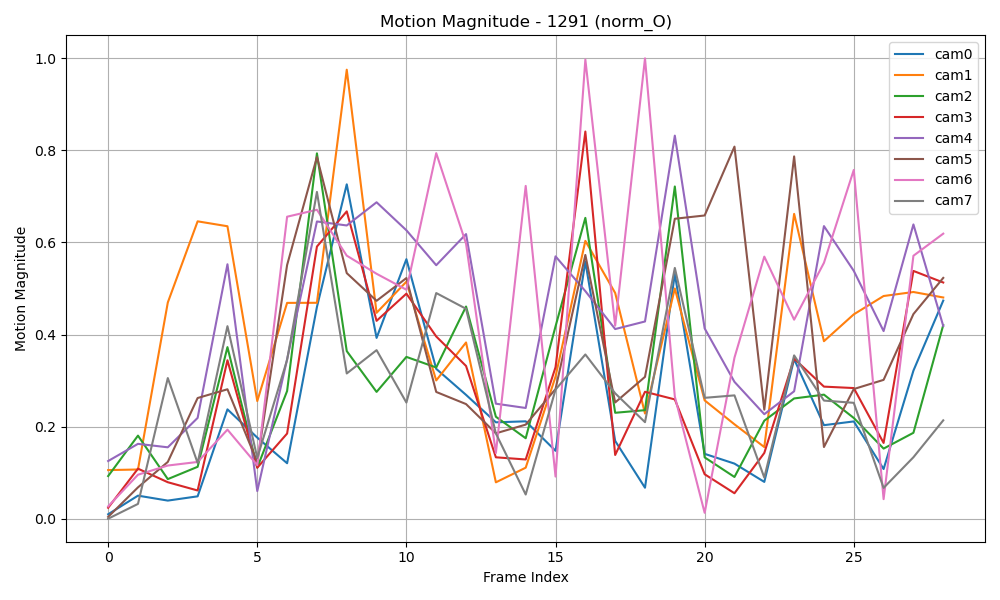 Motion Magnitude - 1291 (norm_O)
Motion Magnitude
1.0
0.8
0.6
0.4
0.2
0.0
0
5
10
15
20
25
Frame Index
cam0
cam1
cam2
cam3
cam4
cam5
cam6
cam7